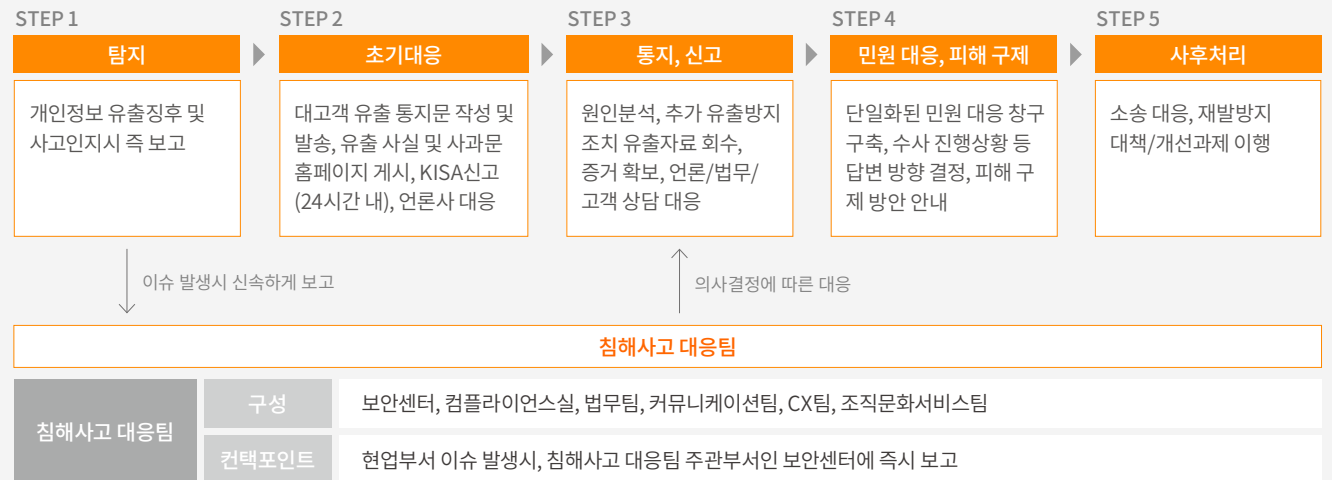 STEP 1
탐지
개인정보 유출징후 및
사고인지시 즉 보고
STEP 2
초기대응
대고객 유출 통지문 작성 및
발송, 유출 사실 및 사과문
홈페이지 게시, KISA신고
(24시간 내), 언론사 대응
STEP 3
통지, 신고
원인분석, 추가 유출방지
조치 유출자료 회수,
증거 확보, 언론/법무/
고객 상담 대응
STEP 4
민원 대응, 피해 구제
단일화된 민원 대응 창구
구축, 수사 진행상황 등
답변 방향 결정, 피해 구
제 방안 안내
STEP 5
사후처리
소송 대응, 재발방지
대책/개선과제 이행
이슈 발생시 신속하게 보고
의사결정에 따른 대응
침해사고 대응팀
침해사고 대응팀
구성
보안센터, 컴플라이언스실, 법무팀, 커뮤니케이션팀, CX팀, 조직문화서비스팀
컨택포인트
현업부서 이슈 발생시, 침해사고 대응팀 주관부서인 보안센터에 즉시 보고